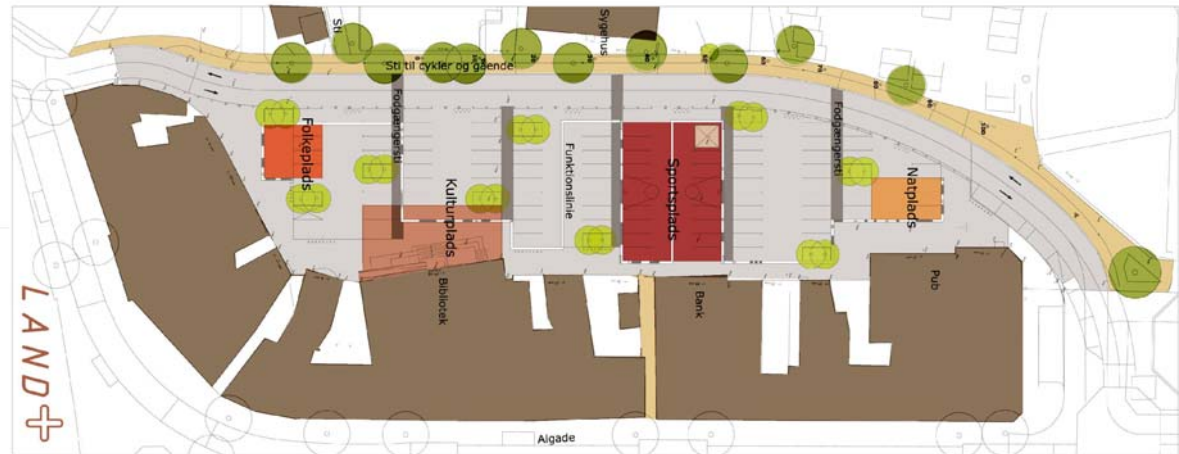 Sti
Sygehus
Sti til cykler og gående
Folkeplads
Fodgængersti
Kulturplads
Funktionslinie
Sportsplads
Fodgængersti
Natplads
Bibliotek
Bank
Pub
LAND+
Algade